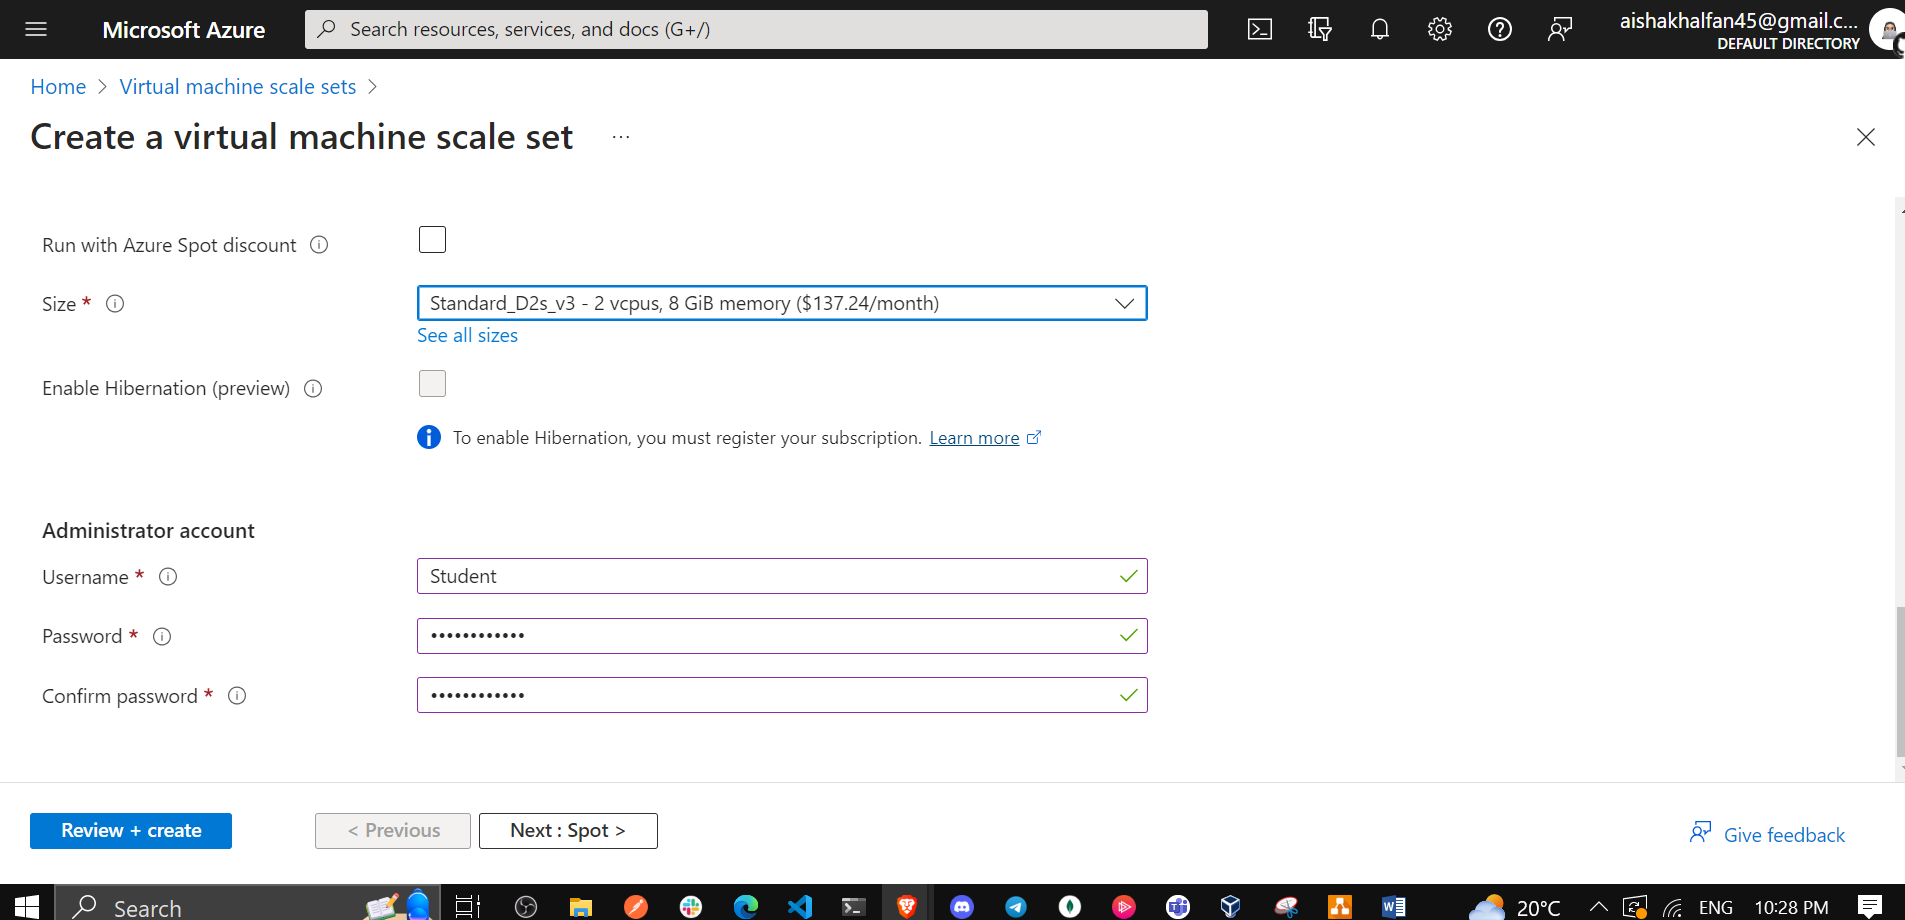 Microsoft Azure
Search resources, services, and docs (G+/)
aishakhalfan45@gmail.c...
DEFAULT DIRECTORY
Home > Virtual machine scale sets >
Create a virtual machine scale set ...
Run with Azure Spot discount
Size *
Standard_D2s_v3 - 2 vcpus, 8 GiB memory ($137.24/month)
See all sizes
Enable Hibernation (preview)
To enable Hibernation, you must register your subscription. Learn more
Administrator account
Username *
Student
Password *
••••••••••••
Confirm password *
••••••••••••
Review + create
< Previous
Next : Spot >
Give feedback
Search
20°C
ENG
10:28 PM